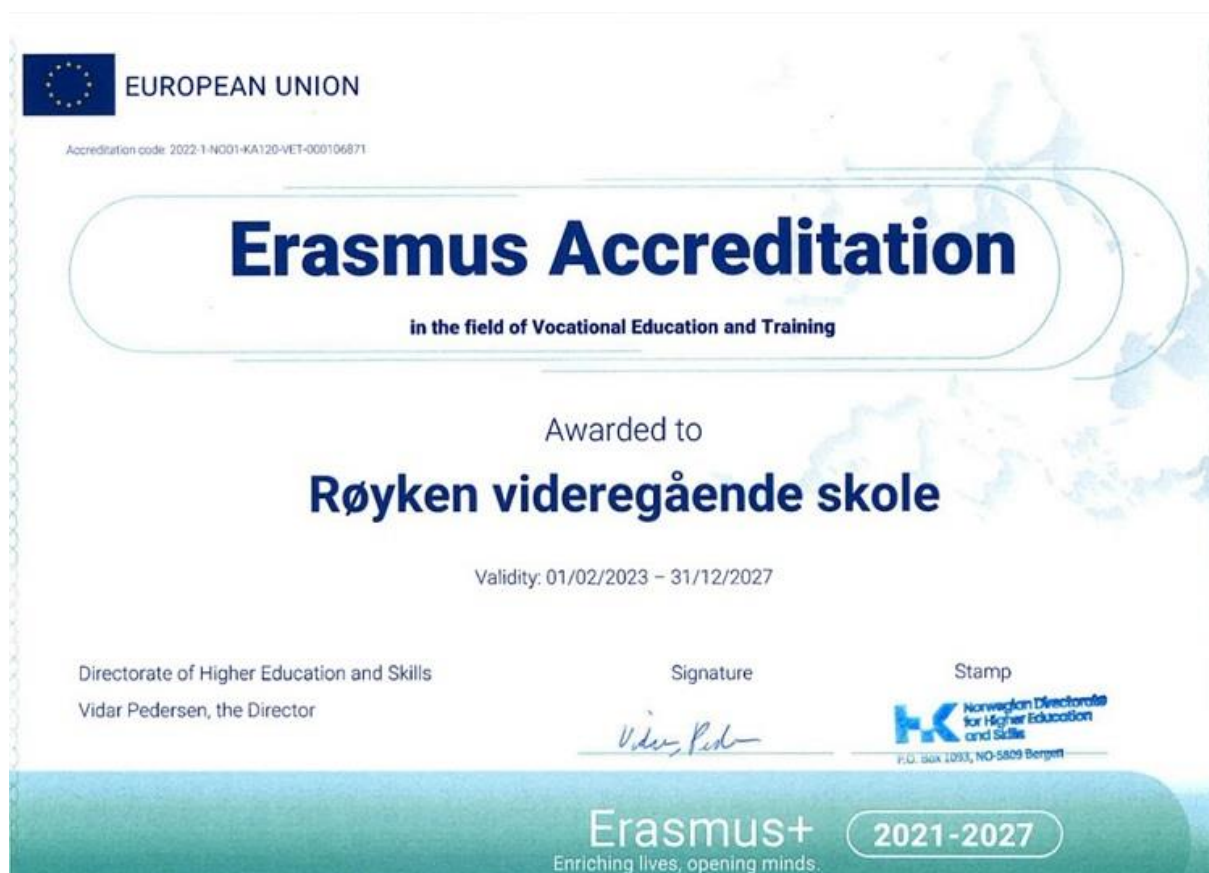 EUROPEAN UNION
Accreditation code: 2022-1-NO01-KA120-VET-000106871
Erasmus Accreditation
in the field of Vocational Education and Training
Awarded to
Røyken videregående skole
Validity: 01/02/2023 – 31/12/2027
Directorate of Higher Education and Skills
Vidar Pedersen, the Director
Signature
Stamp
Norwegian Directorate
for Higher Education
and Skills
P.O. Box 1093, NO-5809 Bergen
Erasmus+
Enriching lives, opening minds.
2021-2027